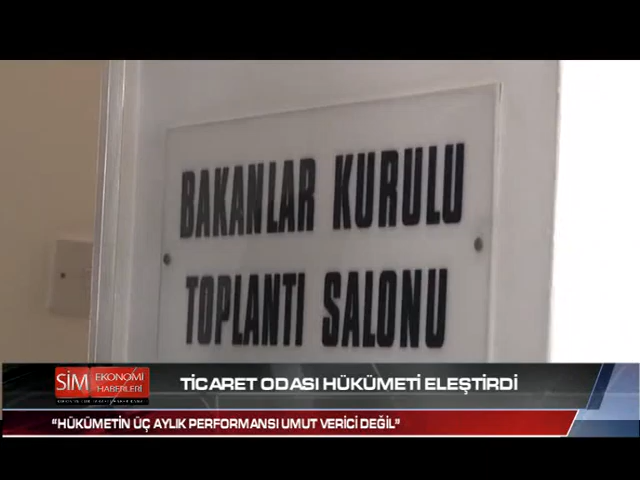 BAKANLAR KURULU
TOPLANTI SALONU
SİM EKONOMİ HABERLERİ
TİCARET ODASI HÜKÜMETİ ELEŞTİRDİ
“HÜKÜMETİN ÜÇ AYLIK PERFORMANSI UMUT VERİCİ DEĞİL”